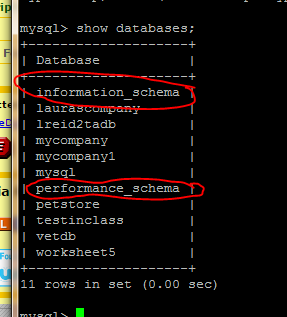 mysql> show databases;
+--------------------+
| Database           |
+--------------------+
| information_schema |
| laurascompany      |
| lreid2tadb         |
| mycompany          |
| mycompany1         |
| mysql              |
| performance_schema |
| petstore           |
| testinclass        |
| vetdb              |
| worksheet5         |
+--------------------+
11 rows in set (0.00 sec)
mysql>